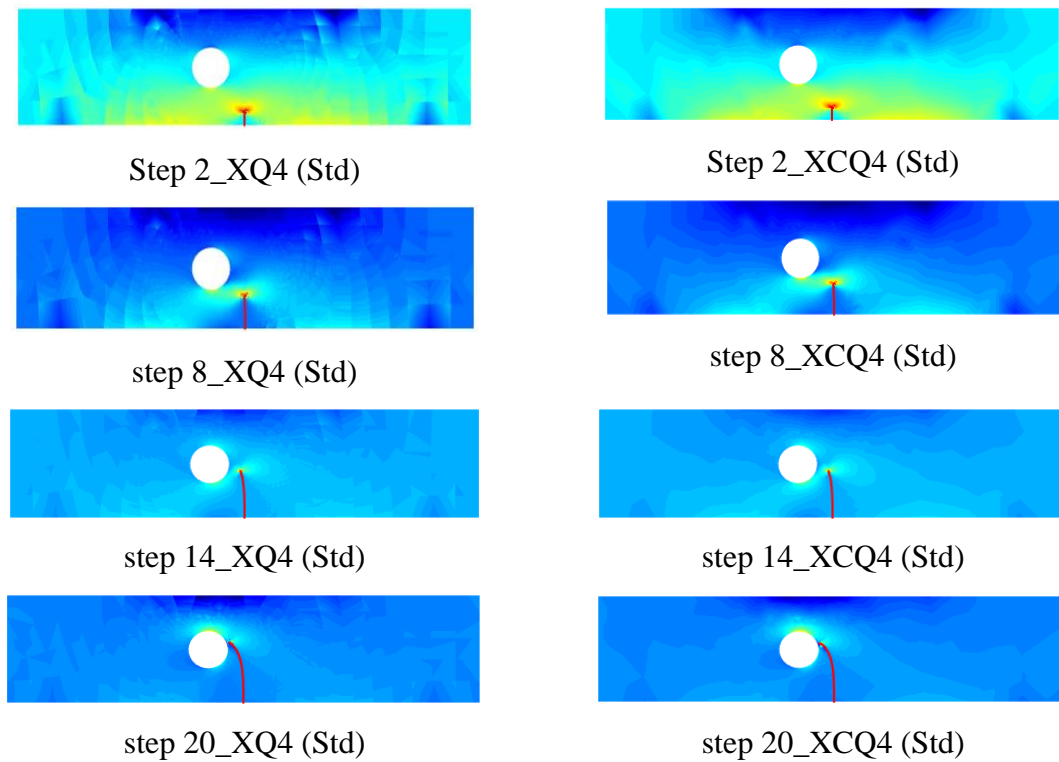 Step 2_XQ4 (Std)
Step 2_XCQ4 (Std)
step 8_XQ4 (Std)
step 8_XCQ4 (Std)
step 14_XQ4 (Std)
step 14_XCQ4 (Std)
step 20_XQ4 (Std)
step 20_XCQ4 (Std)